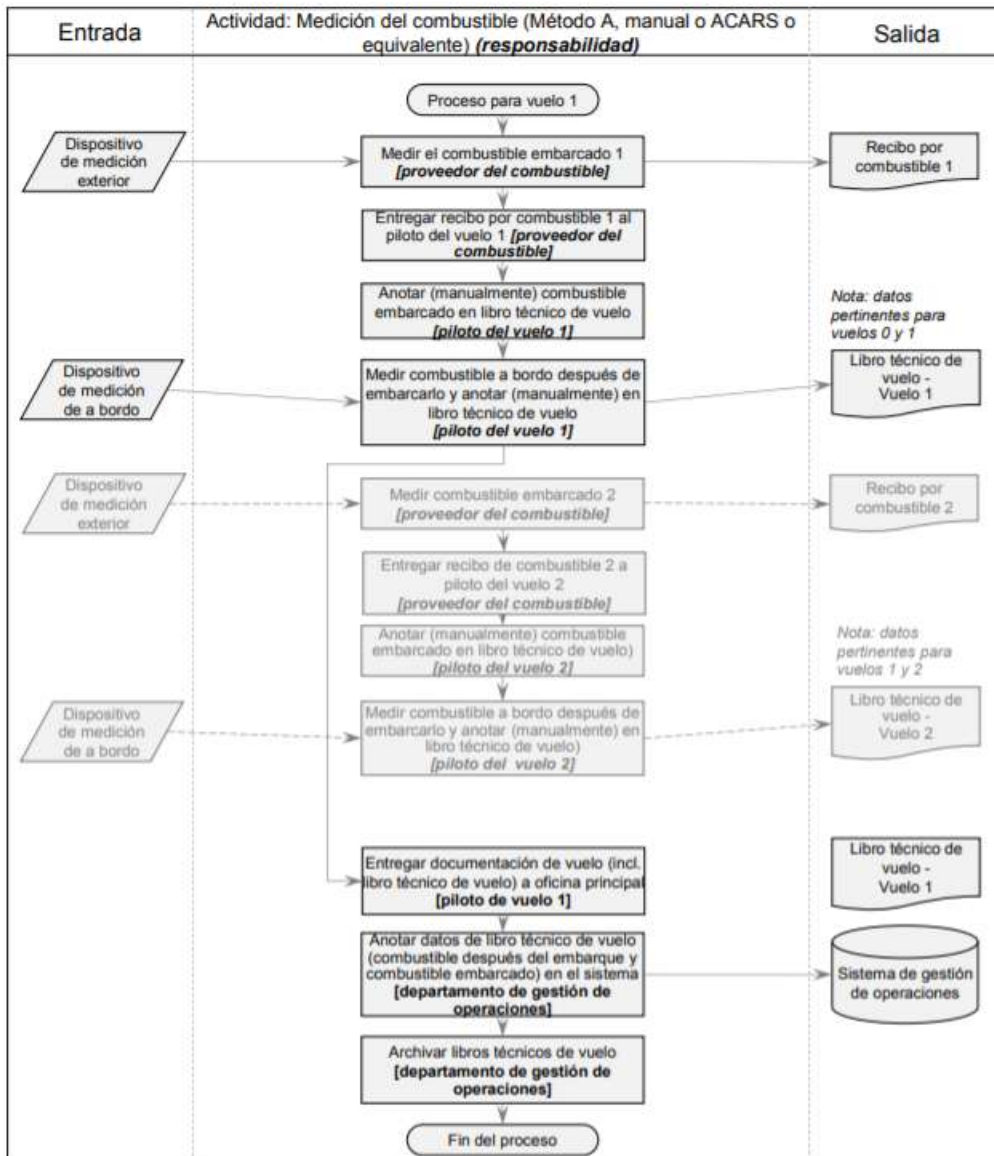 Entrada
Actividad: Medición del combustible (Método A, manual o ACARS o
equivalente) (responsabilidad)
Salida
Proceso para vuelo 1
Dispositivo
de medición
exterior
Medir el combustible embarcado 1
[proveedor del combustible]
Recibo por
combustible 1
Entregar recibo por combustible 1 al
piloto del vuelo 1 [proveedor del
combustible]
Anotar (manualmente) combustible
embarcado en libro técnico de vuelo
[piloto del vuelo 1]
Nota: datos
pertinentes para
vuelos 0 y 1
Dispositivo
de medición
de a bordo
Medir combustible a bordo después de
embarcarlo y anotar (manualmente) en
libro técnico de vuelo
[piloto del vuelo 1]
Libro técnico de
vuelo -
Vuelo 1
Dispositivo
de medición
exterior
Medir combustible embarcado 2
[proveedor del combustible]
Recibo por
combustible 2
Entregar recibo de combustible 2 a
piloto del vuelo 2
[proveedor del combustible]
Anotar (manualmente) combustible
embarcado en libro técnico de vuelo)
[piloto del vuelo 2]
Nota: datos
pertinentes para
vuelos 1 y 2
Dispositivo
de medición
de a bordo
Medir combustible a bordo después de
embarcarlo y anotar (manualmente) en
libro técnico de vuelo)
[piloto del vuelo 2]
Libro técnico de
vuelo -
Vuelo 2
Entregar documentación de vuelo (incl.
libro técnico de vuelo) a oficina principal
[piloto de vuelo 1]
Libro técnico de
vuelo -
Vuelo 1
Anotar datos de libro técnico de vuelo
(combustible después del embarque y
combustible embarcado) en el sistema
[departamento de gestión de
operaciones]
Sistema de gestión
de operaciones
Archivar libros técnicos de vuelo
[departamento de gestión de
operaciones]
Fin del proceso